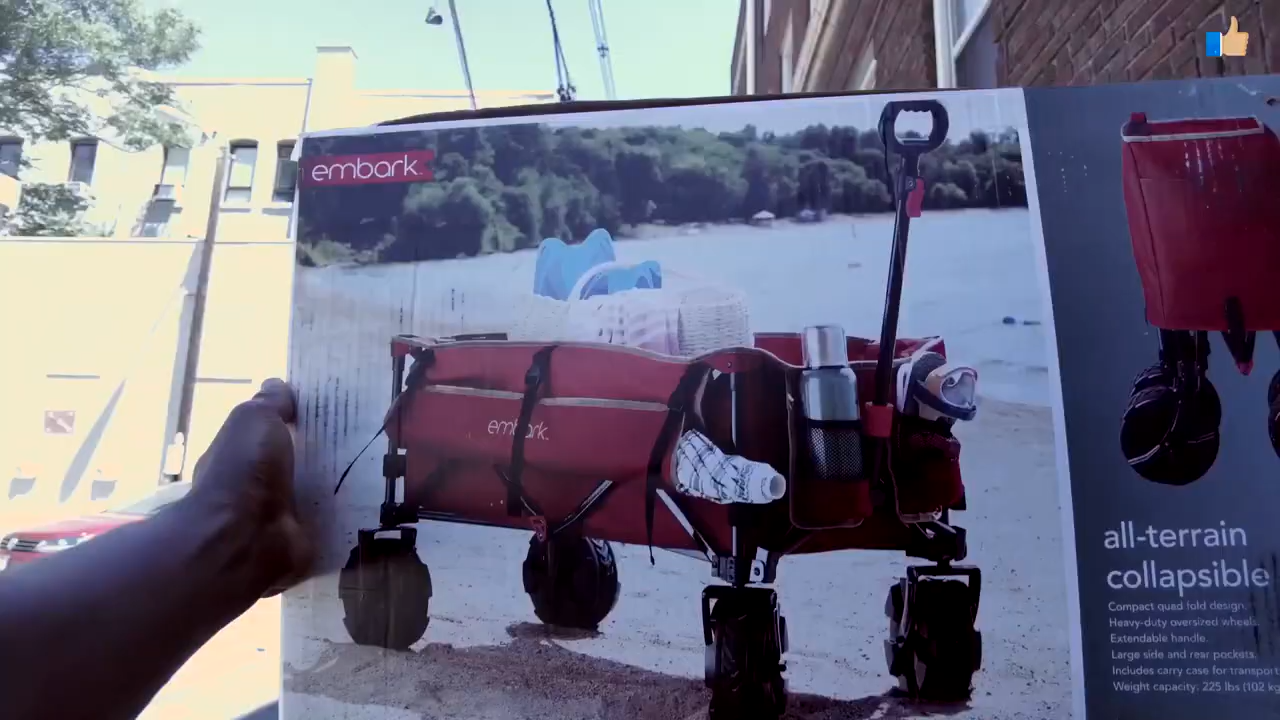 embark.
embark.
all-terrain
collapsible
Compact quad fold design.
Heavy-duty oversized wheels.
Extendable handle.
Large side and rear pockets.
Includes carry case for transport
Weight capacity: 225 lbs (102 kg